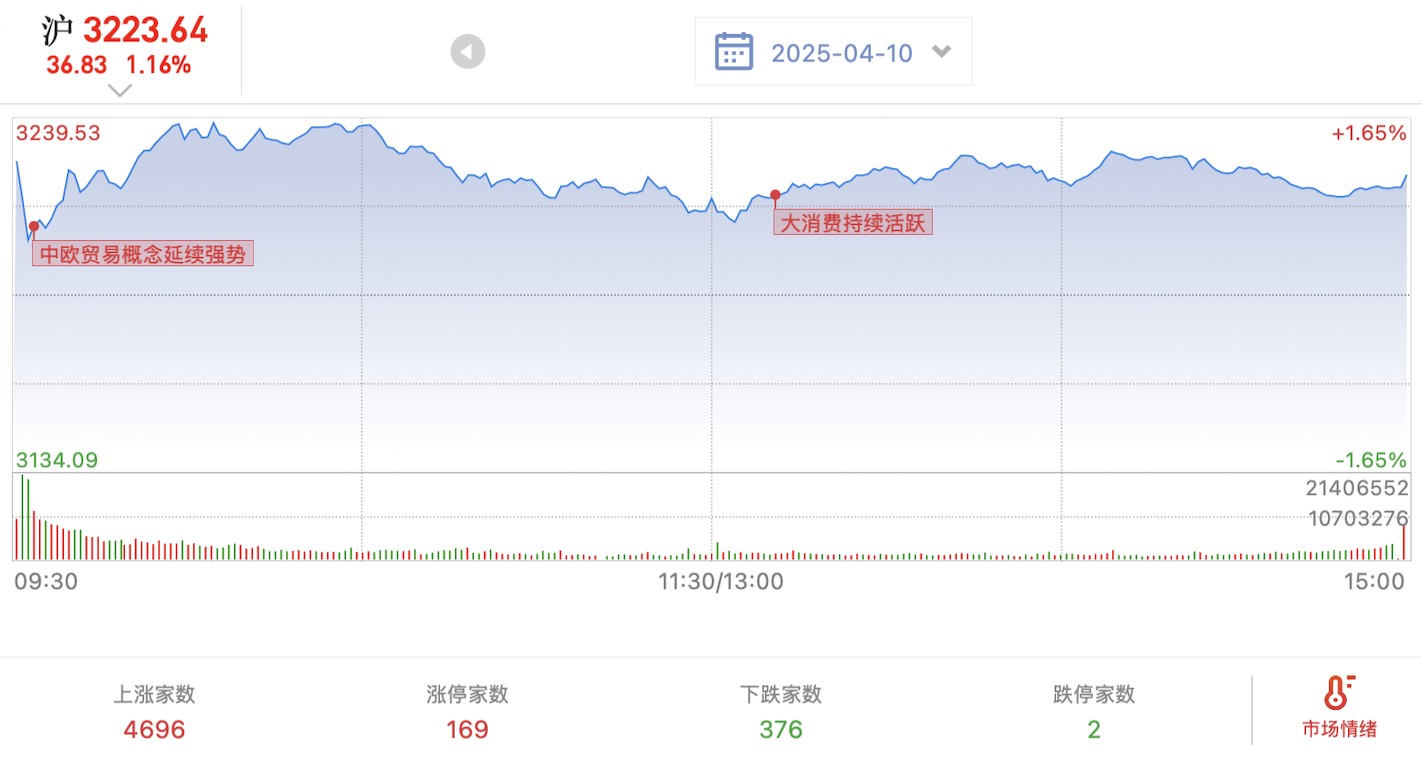 沪 3223.64
36.83 1.16%
2025-04-10
3239.53
+1.65%
中欧贸易概念延续强势
大消费持续活跃
3134.09
-1.65%
21406552
10703276
09:30
11:30/13:00
15:00
上涨家数
涨停家数
下跌家数
跌停家数
4696
169
376
2
市场情绪